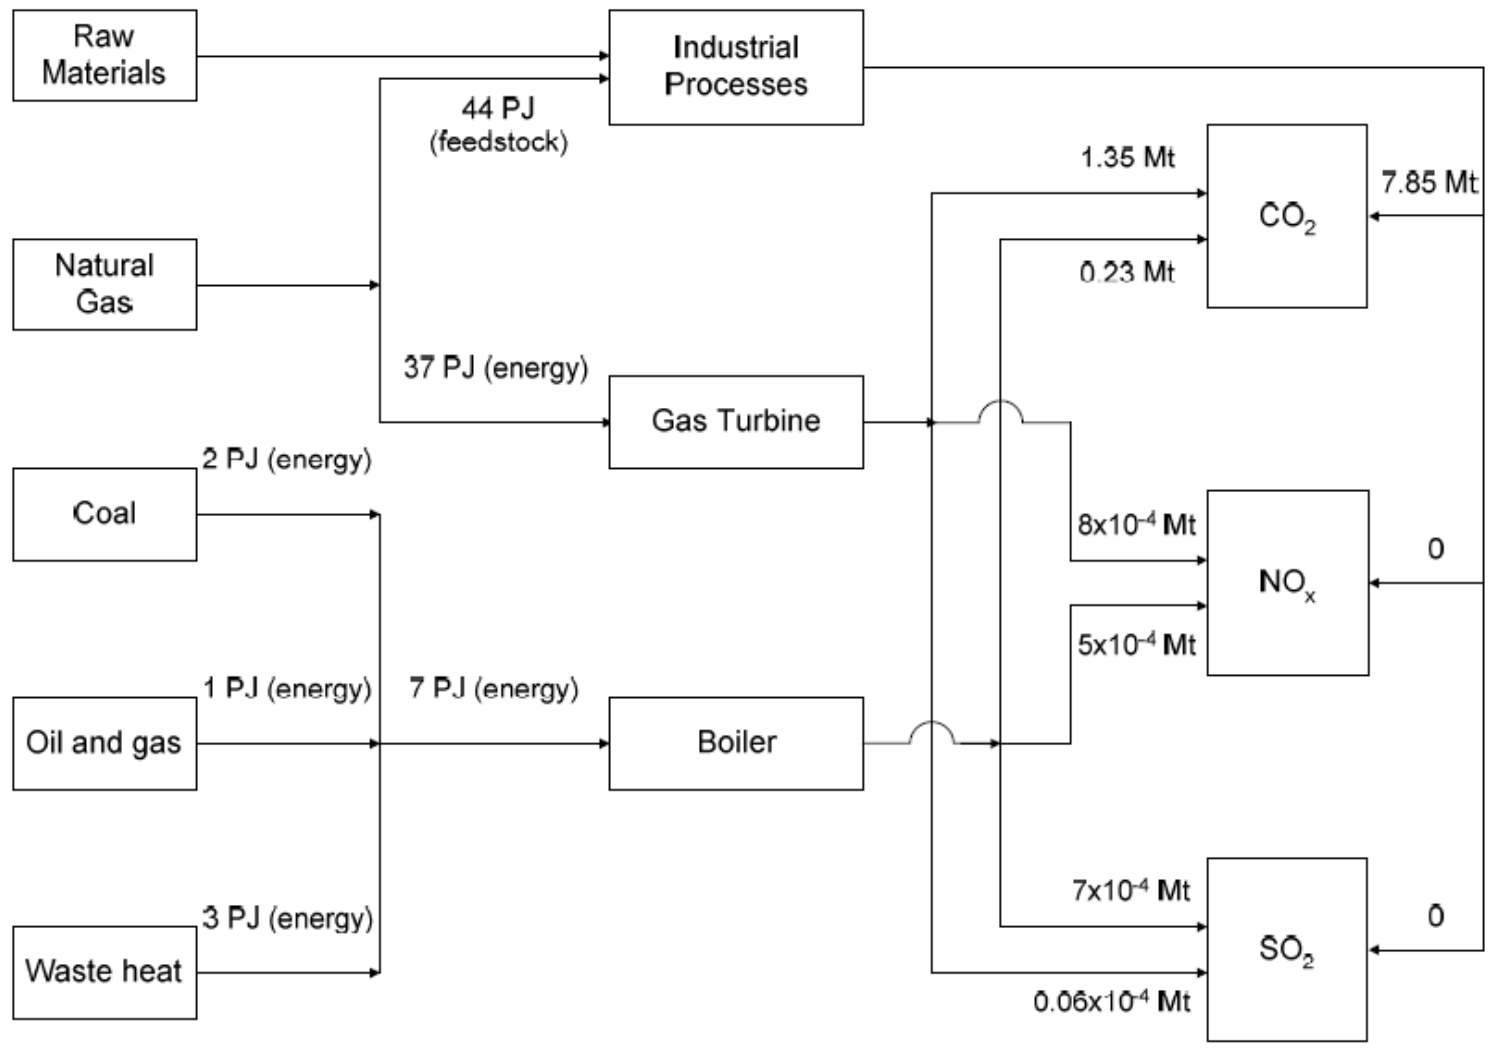 Raw
Materials
Industrial
Processes
44 PJ
(feedstock)
1.35 Mt
CO₂
7.85 Mt
0.23 Mt
Natural
Gas
37 PJ (energy)
Gas Turbine
2 PJ (energy)
Coal
8x10⁻⁴ Mt
NOₓ
0
5x10⁻⁴ Mt
1 PJ (energy)
7 PJ (energy)
Oil and gas
Boiler
3 PJ (energy)
Waste heat
7x10⁻⁴ Mt
SO₂
0
0.06x10⁻⁴ Mt